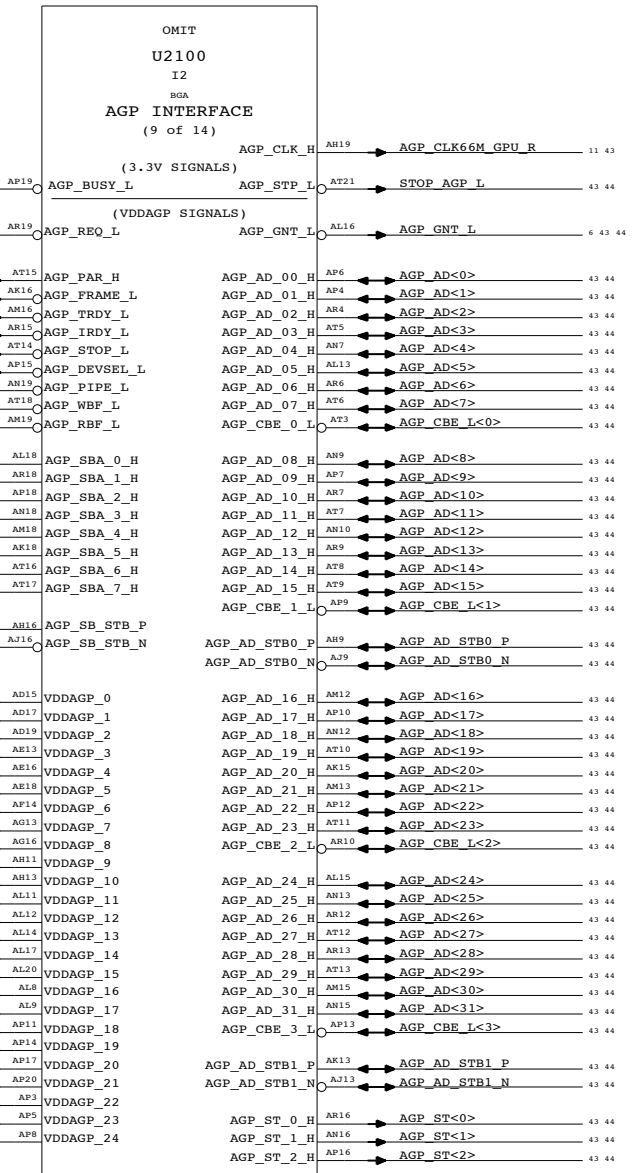 OMIT
U2100
I2
BGA
AGP INTERFACE
(9 of 14)
AGP_CLK_H AH19 AGP_CLK66M_GPU_R 11 43
(3.3V SIGNALS)
AP19 AGP_BUSY_L AGP_STP_L AT21 STOP_AGP_L 43 44
(VDDAGP SIGNALS)
AR19 AGP_REQ_L AGP_GNT_L AL16 AGP_GNT_L 6 43 44
AT15 AGP_PAR_H AGP_AD_00_H AP6 AGP_AD<0> 43 44
AK16 AGP_FRAME_L AGP_AD_01_H AP4 AGP_AD<1> 43 44
AM16 AGP_TRDY_L AGP_AD_02_H AR4 AGP_AD<2> 43 44
AR15 AGP_IRDY_L AGP_AD_03_H AT5 AGP_AD<3> 43 44
AT14 AGP_STOP_L AGP_AD_04_H AN7 AGP_AD<4> 43 44
AP15 AGP_DEVSEL_L AGP_AD_05_H AL13 AGP_AD<5> 43 44
AN19 AGP_PIPE_L AGP_AD_06_H AR6 AGP_AD<6> 43 44
AT18 AGP_WBF_L AGP_AD_07_H AT6 AGP_AD<7> 43 44
AM19 AGP_RBF_L AGP_CBE_0_L AT3 AGP_CBE_L<0> 43 44
AL18 AGP_SBA_0_H AGP_AD_08_H AN9 AGP_AD<8> 43 44
AR18 AGP_SBA_1_H AGP_AD_09_H AP7 AGP_AD<9> 43 44
AP18 AGP_SBA_2_H AGP_AD_10_H AR7 AGP_AD<10> 43 44
AN18 AGP_SBA_3_H AGP_AD_11_H AT7 AGP_AD<11> 43 44
AM18 AGP_SBA_4_H AGP_AD_12_H AN10 AGP_AD<12> 43 44
AK18 AGP_SBA_5_H AGP_AD_13_H AR9 AGP_AD<13> 43 44
AT16 AGP_SBA_6_H AGP_AD_14_H AT8 AGP_AD<14> 43 44
AT17 AGP_SBA_7_H AGP_AD_15_H AT9 AGP_AD<15> 43 44
AGP_CBE_1_L AP9 AGP_CBE_L<1> 43 44
AH16 AGP_SB_STB_P
AJ16 AGP_SB_STB_N AGP_AD_STB0_P AH9 AGP_AD_STB0_P 43 44
AGP_AD_STB0_N AJ9 AGP_AD_STB0_N 43 44
AD15 VDDAGP_0 AGP_AD_16_H AM12 AGP_AD<16> 43 44
AD17 VDDAGP_1 AGP_AD_17_H AP10 AGP_AD<17> 43 44
AD19 VDDAGP_2 AGP_AD_18_H AN12 AGP_AD<18> 43 44
AE13 VDDAGP_3 AGP_AD_19_H AT10 AGP_AD<19> 43 44
AE16 VDDAGP_4 AGP_AD_20_H AK15 AGP_AD<20> 43 44
AE18 VDDAGP_5 AGP_AD_21_H AM13 AGP_AD<21> 43 44
AF14 VDDAGP_6 AGP_AD_22_H AP12 AGP_AD<22> 43 44
AG13 VDDAGP_7 AGP_AD_23_H AT11 AGP_AD<23> 43 44
AG16 VDDAGP_8 AGP_CBE_2_L AR10 AGP_CBE_L<2> 43 44
AH11 VDDAGP_9
AH13 VDDAGP_10 AGP_AD_24_H AL15 AGP_AD<24> 43 44
AL11 VDDAGP_11 AGP_AD_25_H AN13 AGP_AD<25> 43 44
AL12 VDDAGP_12 AGP_AD_26_H AR12 AGP_AD<26> 43 44
AL14 VDDAGP_13 AGP_AD_27_H AT12 AGP_AD<27> 43 44
AL17 VDDAGP_14 AGP_AD_28_H AR13 AGP_AD<28> 43 44
AL20 VDDAGP_15 AGP_AD_29_H AT13 AGP_AD<29> 43 44
AL8 VDDAGP_16 AGP_AD_30_H AM15 AGP_AD<30> 43 44
AL9 VDDAGP_17 AGP_AD_31_H AN15 AGP_AD<31> 43 44
AP11 VDDAGP_18 AGP_CBE_3_L AP13 AGP_CBE_L<3> 43 44
AP14 VDDAGP_19
AP17 VDDAGP_20 AGP_AD_STB1_P AK13 AGP_AD_STB1_P 43 44
AP20 VDDAGP_21 AGP_AD_STB1_N AJ13 AGP_AD_STB1_N 43 44
AP3 VDDAGP_22
AP5 VDDAGP_23 AGP_ST_0_H AR16 AGP_ST<0> 43 44
AP8 VDDAGP_24 AGP_ST_1_H AN16 AGP_ST<1> 43 44
AGP_ST_2_H AP16 AGP_ST<2> 43 44